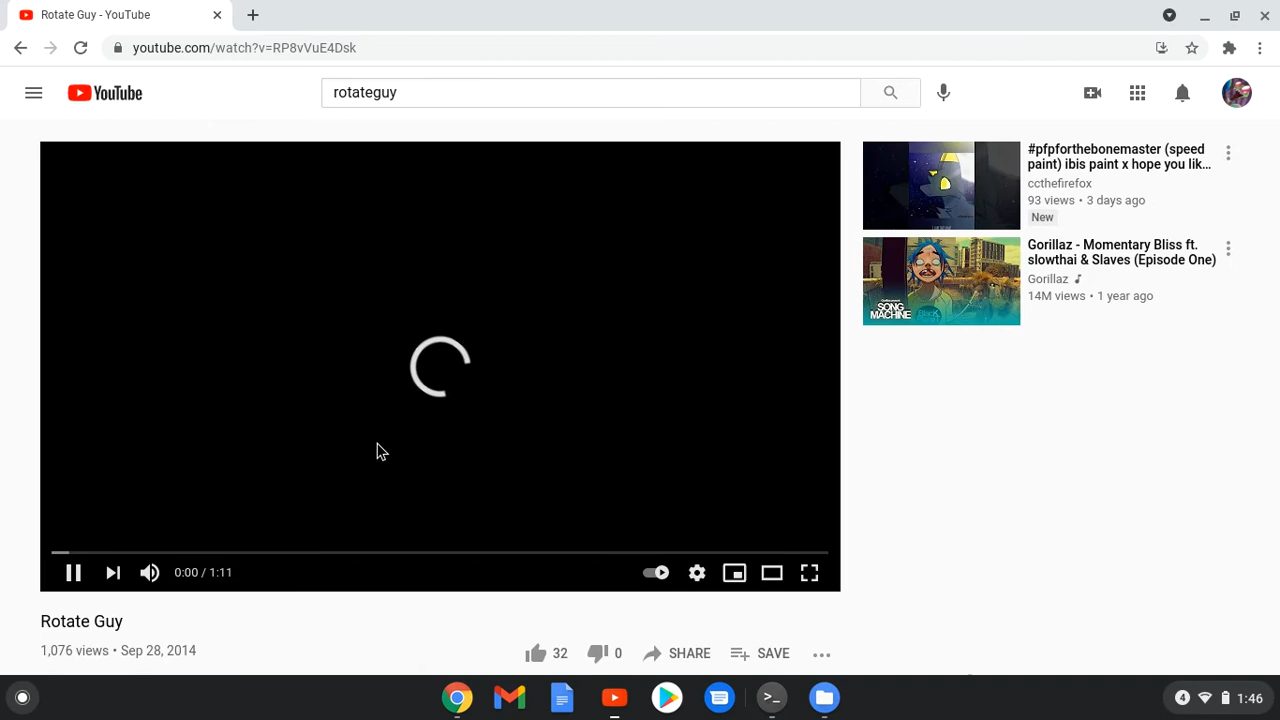 Rotate Guy - YouTube
youtube.com/watch?v=RP8vVuE4Dsk
YouTube
rotateguy
#pfpforthebonemaster (speed
paint) ibis paint x hope you lik...
ccthefirefox
93 views • 3 days ago
New
SONG
MACHINE
Gorillaz - Momentary Bliss ft.
slowthai & Slaves (Episode One)
Gorillaz
14M views • 1 year ago
0:00 / 1:11
Rotate Guy
1,076 views • Sep 28, 2014
32
0
SHARE
SAVE
4
1:46